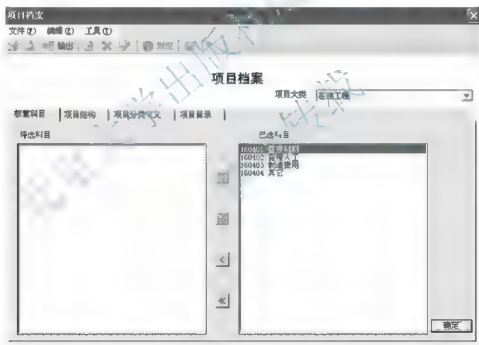 项目档案
文件(F) 编辑(E) 工具(T)
输出
项目档案
项目大类 在建工程
核算科目 项目结构 项目分类定义 项目目录
待选科目 已选科目
160401 直接材料
160402 直接人工
160403 制造费用
160404 其它
确定